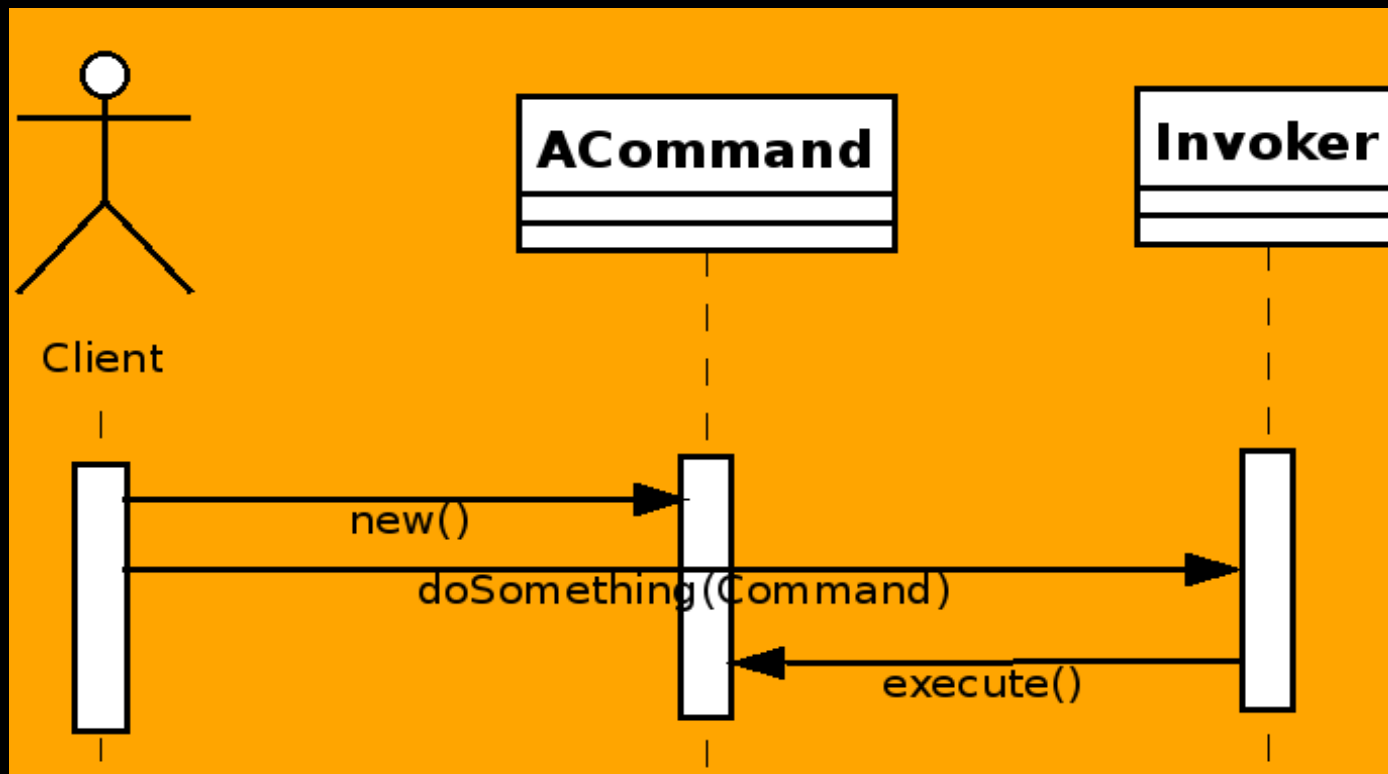 ACommand
Invoker
Client
new()
doSomething(Command)
execute()